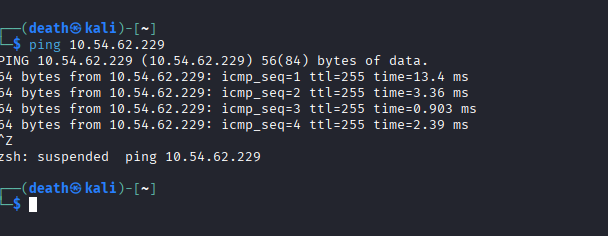 ┌──(death㉿kali)-[~]
└─$ ping 10.54.62.229
PING 10.54.62.229 (10.54.62.229) 56(84) bytes of data.
64 bytes from 10.54.62.229: icmp_seq=1 ttl=255 time=13.4 ms
64 bytes from 10.54.62.229: icmp_seq=2 ttl=255 time=3.36 ms
64 bytes from 10.54.62.229: icmp_seq=3 ttl=255 time=0.903 ms
64 bytes from 10.54.62.229: icmp_seq=4 ttl=255 time=2.39 ms
^Z
zsh: suspended  ping 10.54.62.229
┌──(death㉿kali)-[~]
└─$